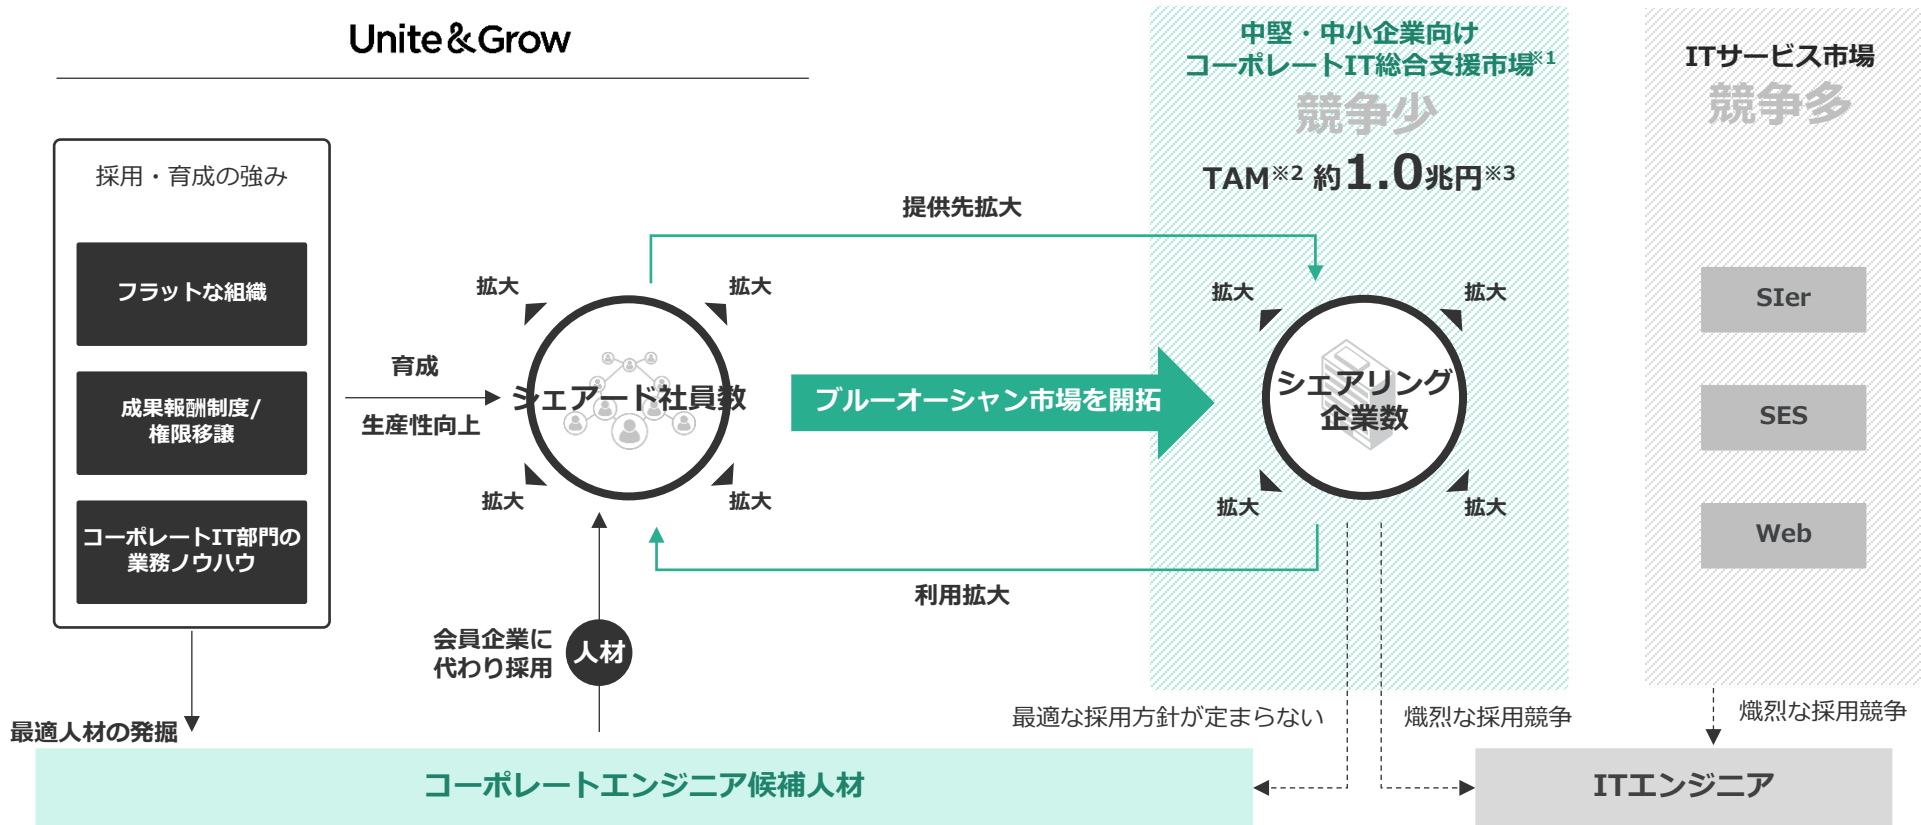 Unite&Grow
中堅・中小企業向け
コーポレートIT総合支援市場※1
競争少
TAM※2 約1.0兆円※3
ITサービス市場
競争多
採用・育成の強み
フラットな組織
成果報酬制度/
権限移譲
コーポレートIT部門の
業務ノウハウ
育成
生産性向上
拡大
拡大
シェアード社員数
拡大
拡大
提供先拡大
ブルーオーシャン市場を開拓
利用拡大
拡大
拡大
シェアリング
企業数
拡大
拡大
SIer
SES
Web
会員企業に
代わり採用
人材
最適人材の発掘
最適な採用方針が定まらない
熾烈な採用競争
熾烈な採用競争
コーポレートエンジニア候補人材
ITエンジニア